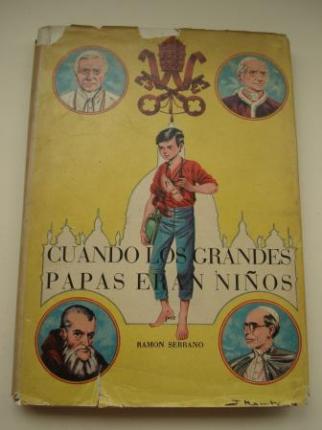 CUANDO LOS GRANDES
PAPAS ERAN NIÑOS
RAMON SERRANO